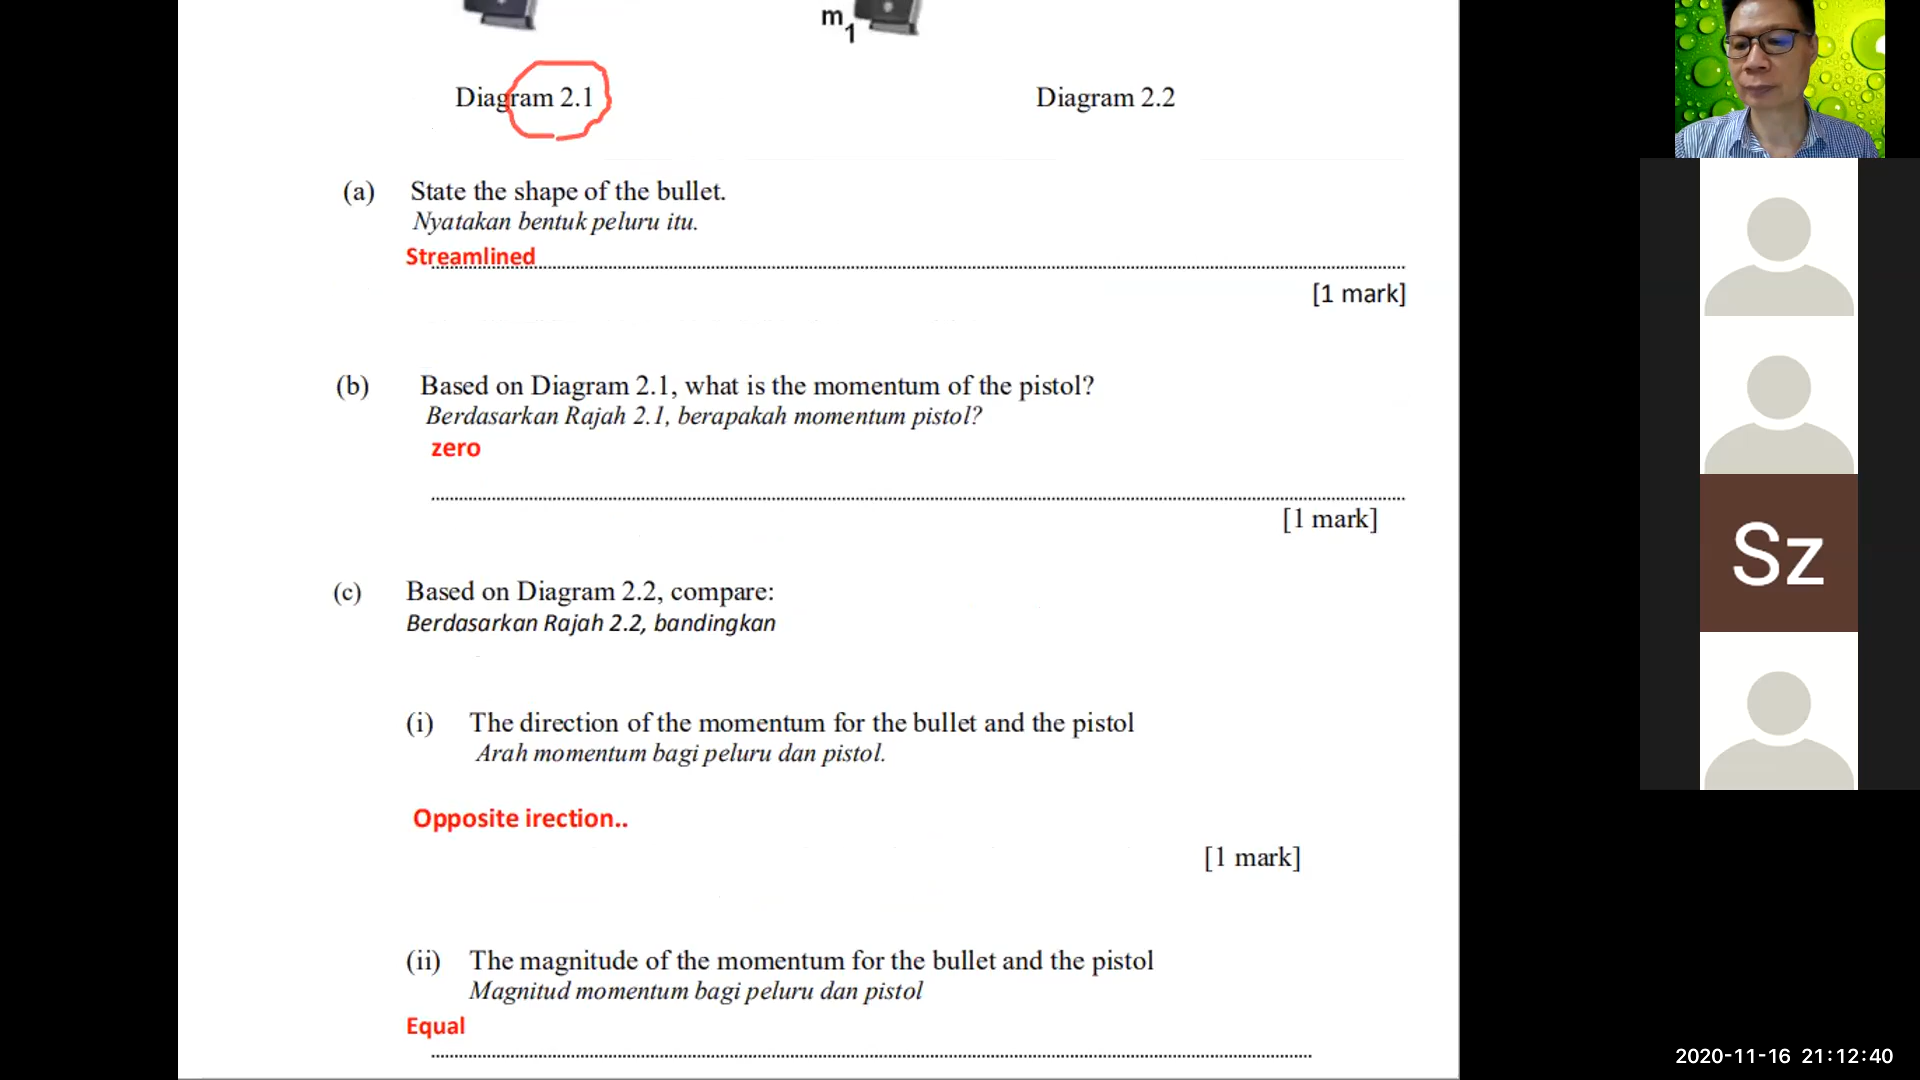 m
1
Diagram 2.1
Diagram 2.2
(a) State the shape of the bullet.
Nyatakan bentuk peluru itu.
Streamlined
[1 mark]
(b) Based on Diagram 2.1, what is the momentum of the pistol?
Berdasarkan Rajah 2.1, berapakah momentum pistol?
zero
[1 mark]
(c) Based on Diagram 2.2, compare:
Berdasarkan Rajah 2.2, bandingkan
(i) The direction of the momentum for the bullet and the pistol
Arah momentum bagi peluru dan pistol.
Opposite irection..
[1 mark]
(ii) The magnitude of the momentum for the bullet and the pistol
Magnitud momentum bagi peluru dan pistol
Equal
Sz
2020-11-16 21:12:40